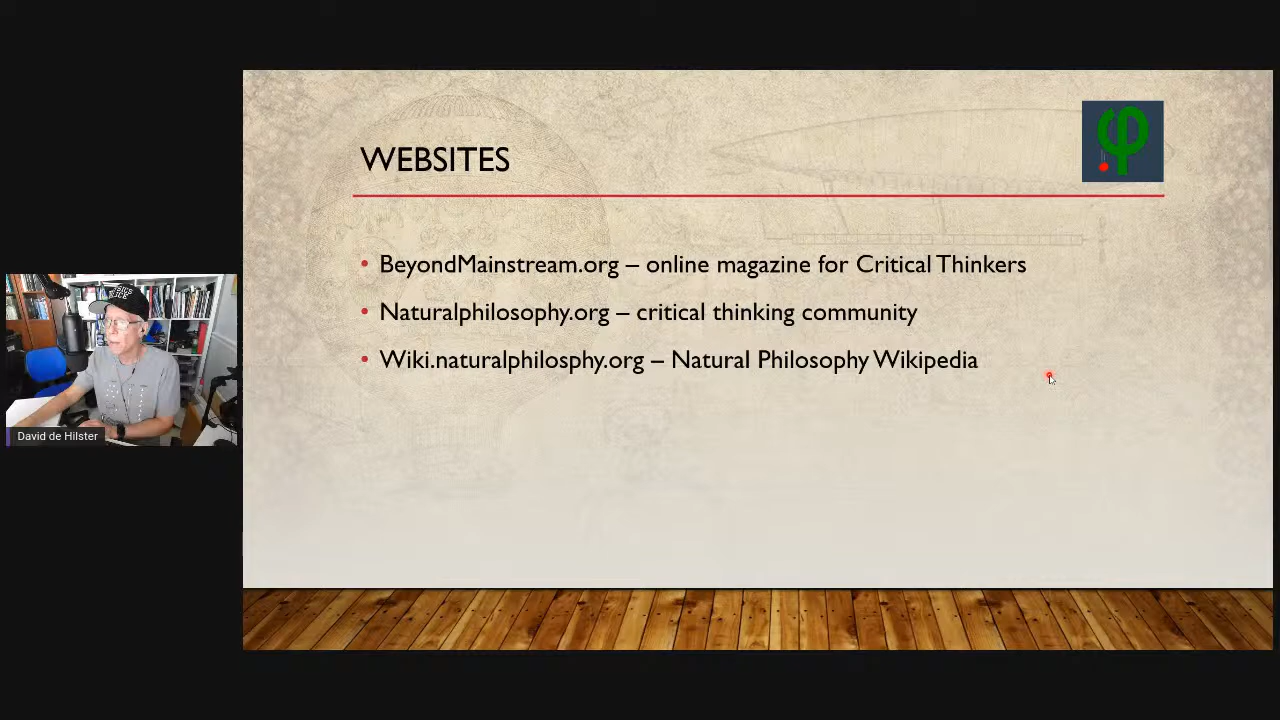 WEBSITES
• BeyondMainstream.org – online magazine for Critical Thinkers
• Naturalphilosophy.org – critical thinking community
• Wiki.naturalphilosphy.org – Natural Philosophy Wikipedia
David de Hilster